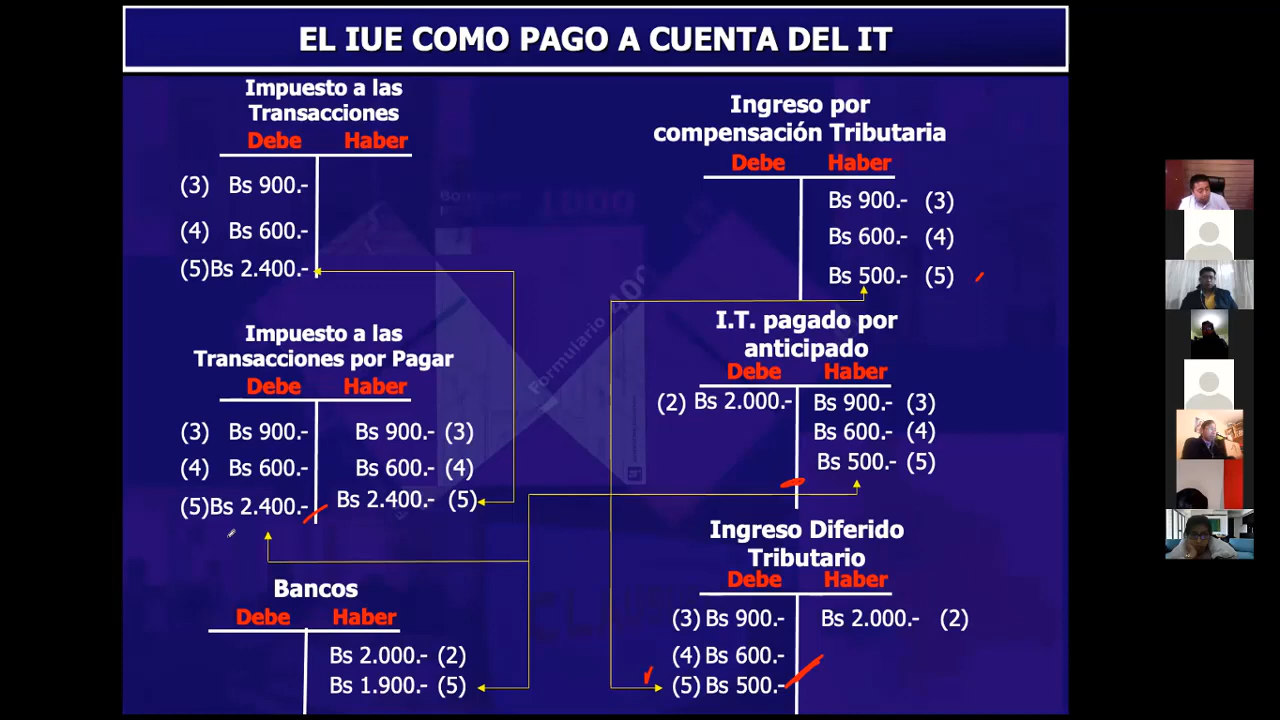 EL IUE COMO PAGO A CUENTA DEL IT
Impuesto a las
Transacciones
Debe Haber
(3) Bs 900.-
(4) Bs 600.-
(5)Bs 2.400.-
Impuesto a las
Transacciones por Pagar
Debe Haber
(3) Bs 900.- Bs 900.- (3)
(4) Bs 600.- Bs 600.- (4)
(5)Bs 2.400.- Bs 2.400.- (5)
Bancos
Debe Haber
Bs 2.000.- (2)
Bs 1.900.- (5)
Ingreso por
compensación Tributaria
Debe Haber
Bs 900.- (3)
Bs 600.- (4)
Bs 500.- (5)
I.T. pagado por
anticipado
Debe Haber
(2) Bs 2.000.- Bs 900.- (3)
Bs 600.- (4)
Bs 500.- (5)
Ingreso Diferido
Tributario
Debe Haber
(3) Bs 900.- Bs 2.000.- (2)
(4) Bs 600.-
(5) Bs 500.-
Formulario 400
1000